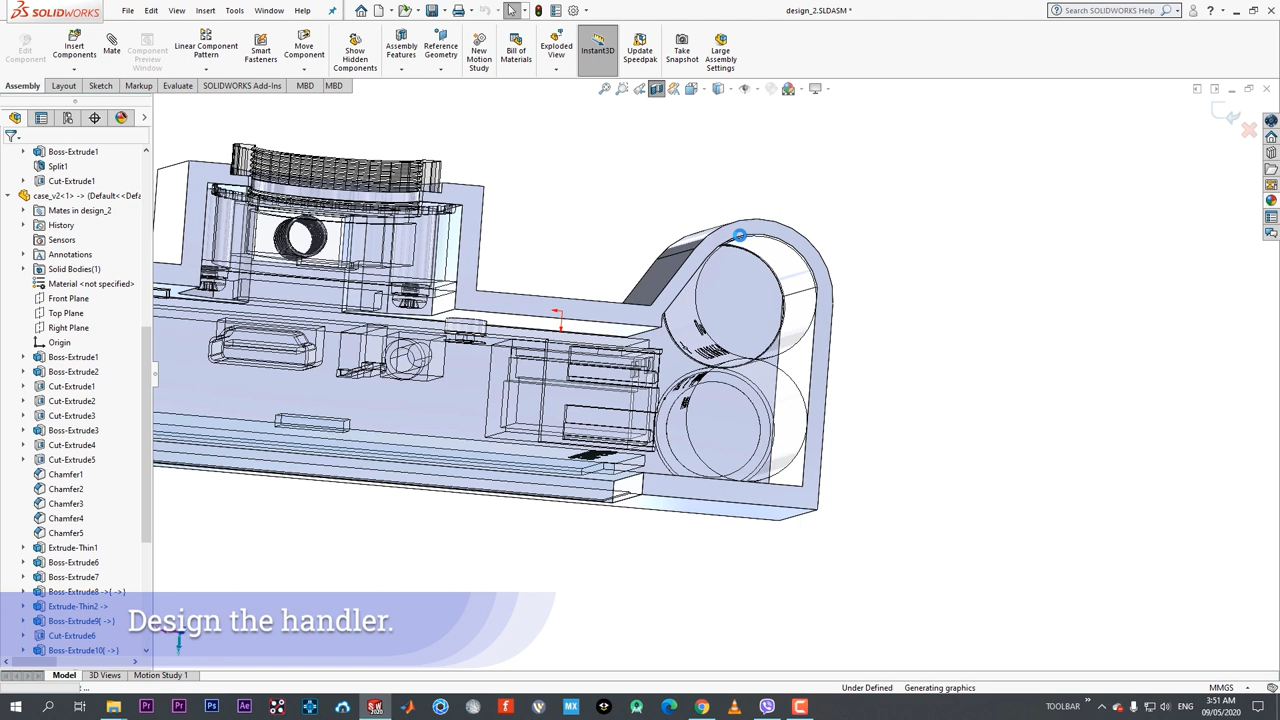 SOLIDWORKS
File Edit View Insert Tools Window Help
design_2.SLDASM *
Search SOLIDWORKS Help
Edit Component
Insert Components
Mate
Component Preview Window
Linear Component Pattern
Smart Fasteners
Move Component
Show Hidden Components
Assembly Features
Reference Geometry
New Motion Study
Bill of Materials
Exploded View
Instant3D
Update Speedpak
Take Snapshot
Large Assembly Settings
Assembly Layout Sketch Markup Evaluate SOLIDWORKS Add-Ins MBD MBD
Boss-Extrude1
Split1
Cut-Extrude1
case_v2<1> -> (Default<<Defa
Mates in design_2
History
Sensors
Annotations
Solid Bodies(1)
Material <not specified>
Front Plane
Top Plane
Right Plane
Origin
Boss-Extrude1
Boss-Extrude2
Cut-Extrude1
Cut-Extrude2
Cut-Extrude3
Boss-Extrude3
Cut-Extrude4
Cut-Extrude5
Chamfer1
Chamfer2
Chamfer3
Chamfer4
Chamfer5
Extrude-Thin1
Boss-Extrude6
Boss-Extrude7
Boss-Extrude8 ->{ ->}
Extrude-Thin2 ->
Boss-Extrude9{ ->}
Cut-Extrude6
Boss-Extrude10{ ->}
Design the handler.
Model 3D Views Motion Study 1
...
Under Defined Generating graphics MMGS
TOOLBAR
ENG
3:51 AM
09/05/2020